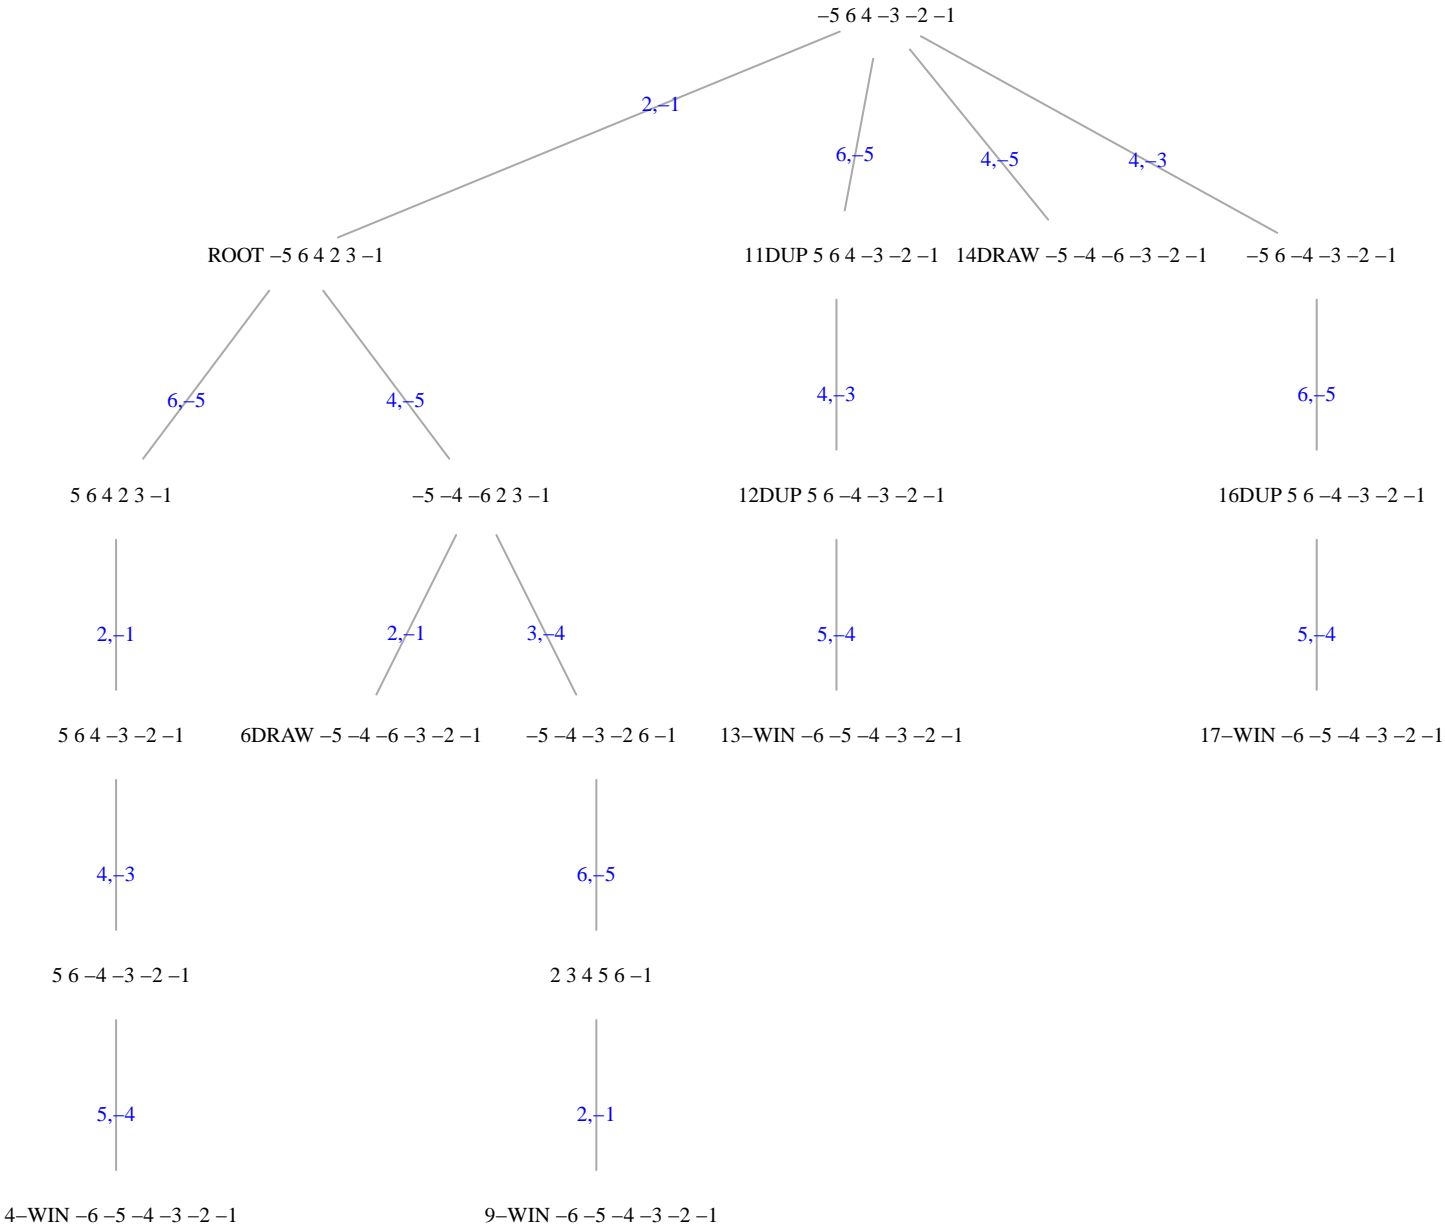 –5 6 4 –3 –2 –1
2,–1
6,–5
4,–5
4,–3
ROOT –5 6 4 2 3 –1
11DUP 5 6 4 –3 –2 –1
14DRAW –5 –4 –6 –3 –2 –1
–5 6 –4 –3 –2 –1
6,–5
4,–5
4,–3
6,–5
5 6 4 2 3 –1
–5 –4 –6 2 3 –1
12DUP 5 6 –4 –3 –2 –1
16DUP 5 6 –4 –3 –2 –1
2,–1
2,–1
3,–4
5,–4
5,–4
5 6 4 –3 –2 –1
6DRAW –5 –4 –6 –3 –2 –1
–5 –4 –3 –2 6 –1
13–WIN –6 –5 –4 –3 –2 –1
17–WIN –6 –5 –4 –3 –2 –1
4,–3
6,–5
5 6 –4 –3 –2 –1
2 3 4 5 6 –1
5,–4
2,–1
4–WIN –6 –5 –4 –3 –2 –1
9–WIN –6 –5 –4 –3 –2 –1